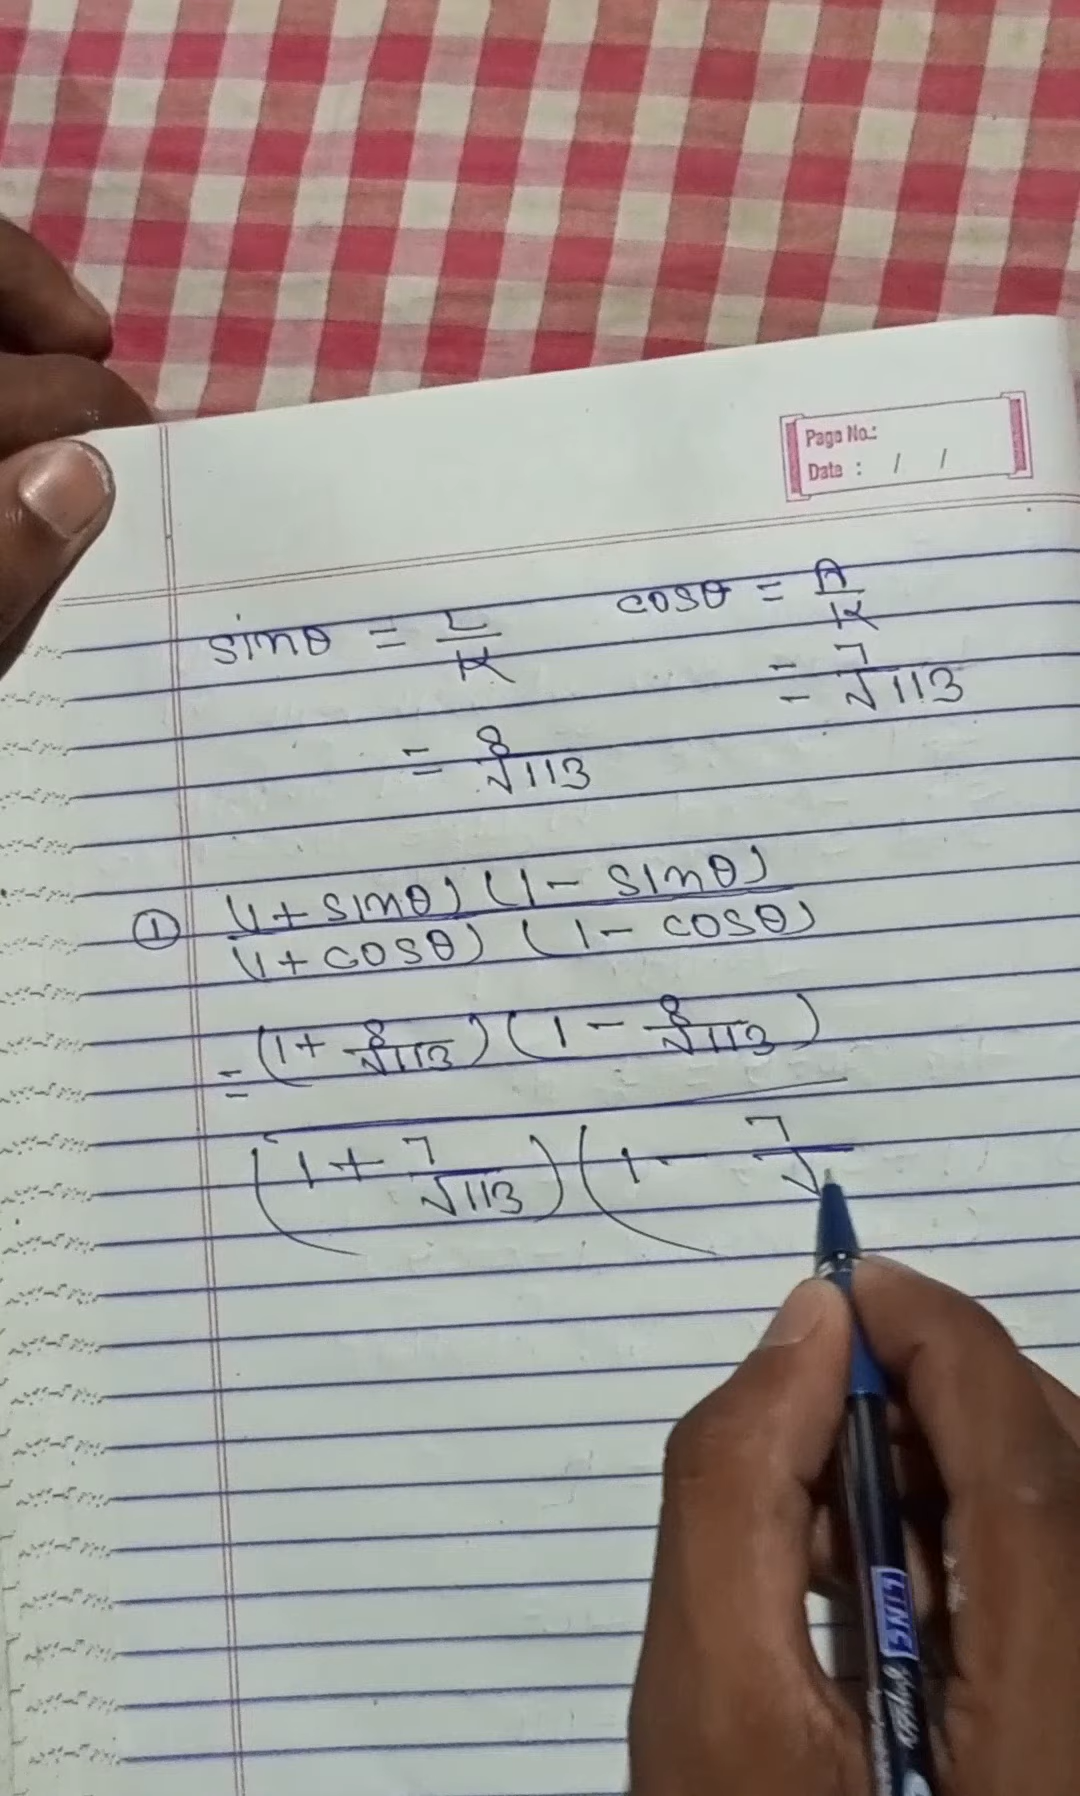 Page No.:
Date : / /
sinθ = L/K
cosθ = A/K
= 7/√113
= 8/√113
① (1+sinθ) (1-sinθ) / (1+cosθ) (1-cosθ)
= (1+ 8/√113) (1 - 8/√113)
(1+ 7/√113) (1 - 7/√